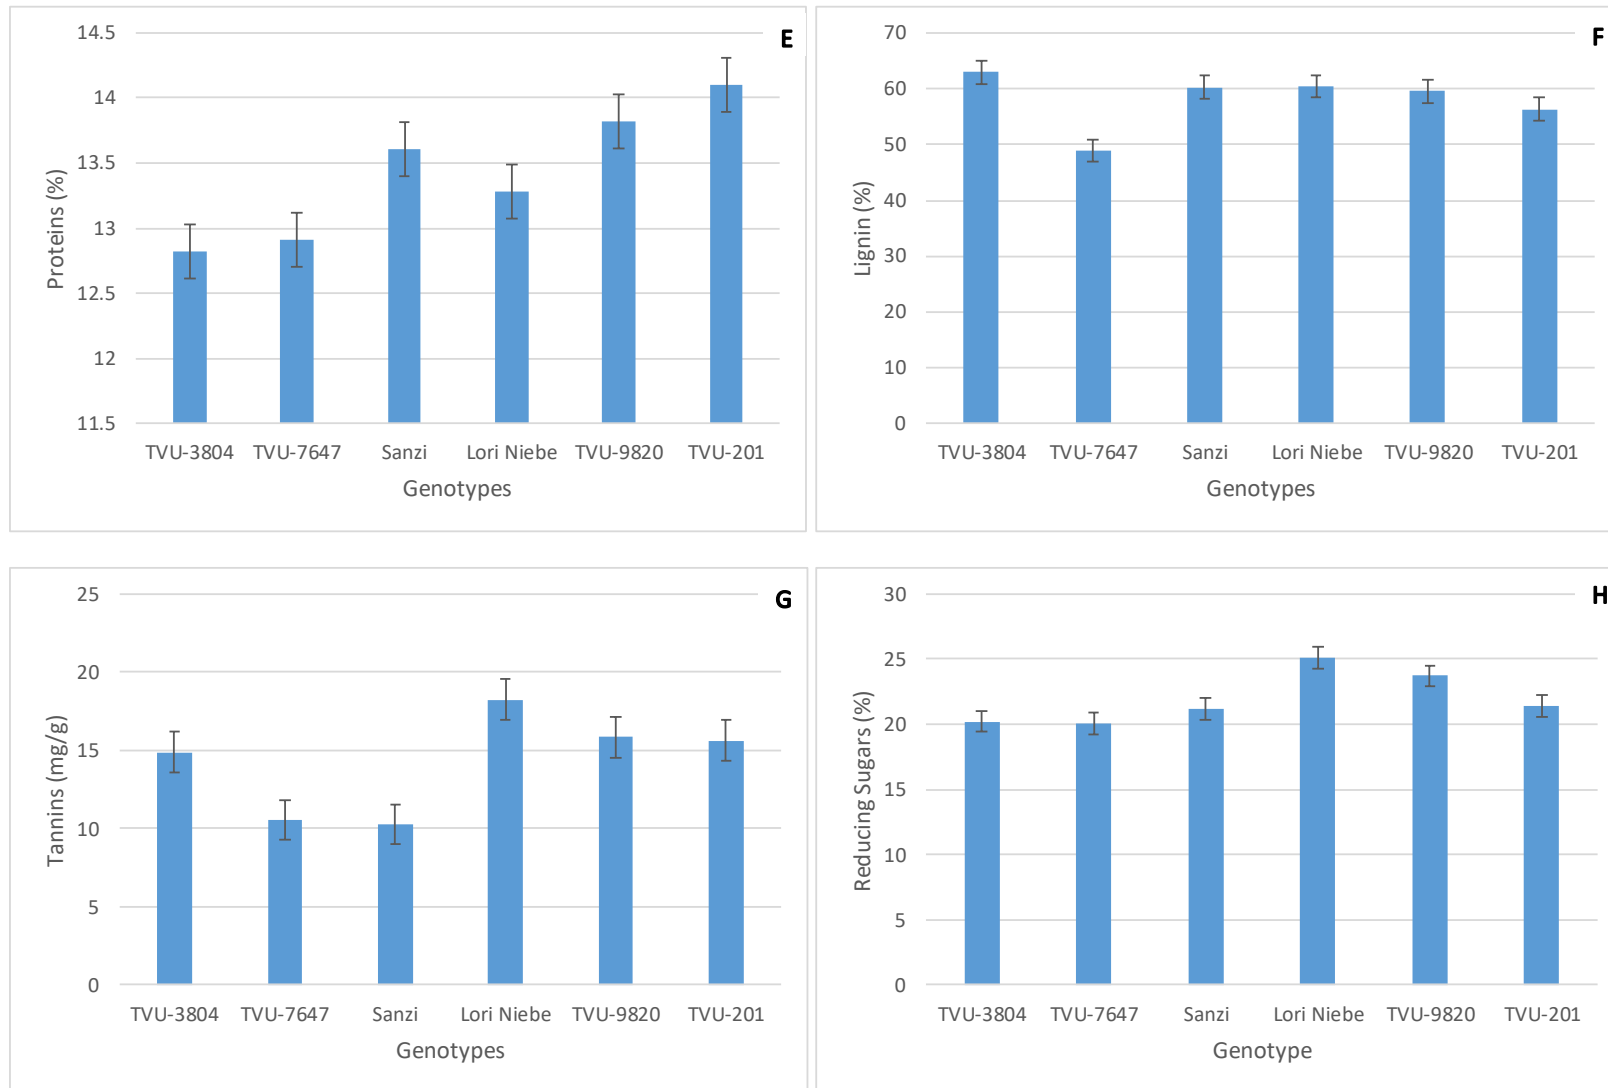 E
14.5
14
13.5
13
12.5
12
11.5
Proteins (%)
TVU-3804 TVU-7647 Sanzi Lori Niebe TVU-9820 TVU-201
Genotypes
F
70
60
50
40
30
20
10
0
Lignin (%)
TVU-3804 TVU-7647 Sanzi Lori Niebe TVU-9820 TVU-201
Genotypes
G
25
20
15
10
5
0
Tannins (mg/g)
TVU-3804 TVU-7647 Sanzi Lori Niebe TVU-9820 TVU-201
Genotypes
H
30
25
20
15
10
5
0
Reducing Sugars (%)
TVU-3804 TVU-7647 Sanzi Lori Niebe TVU-9820 TVU-201
Genotype